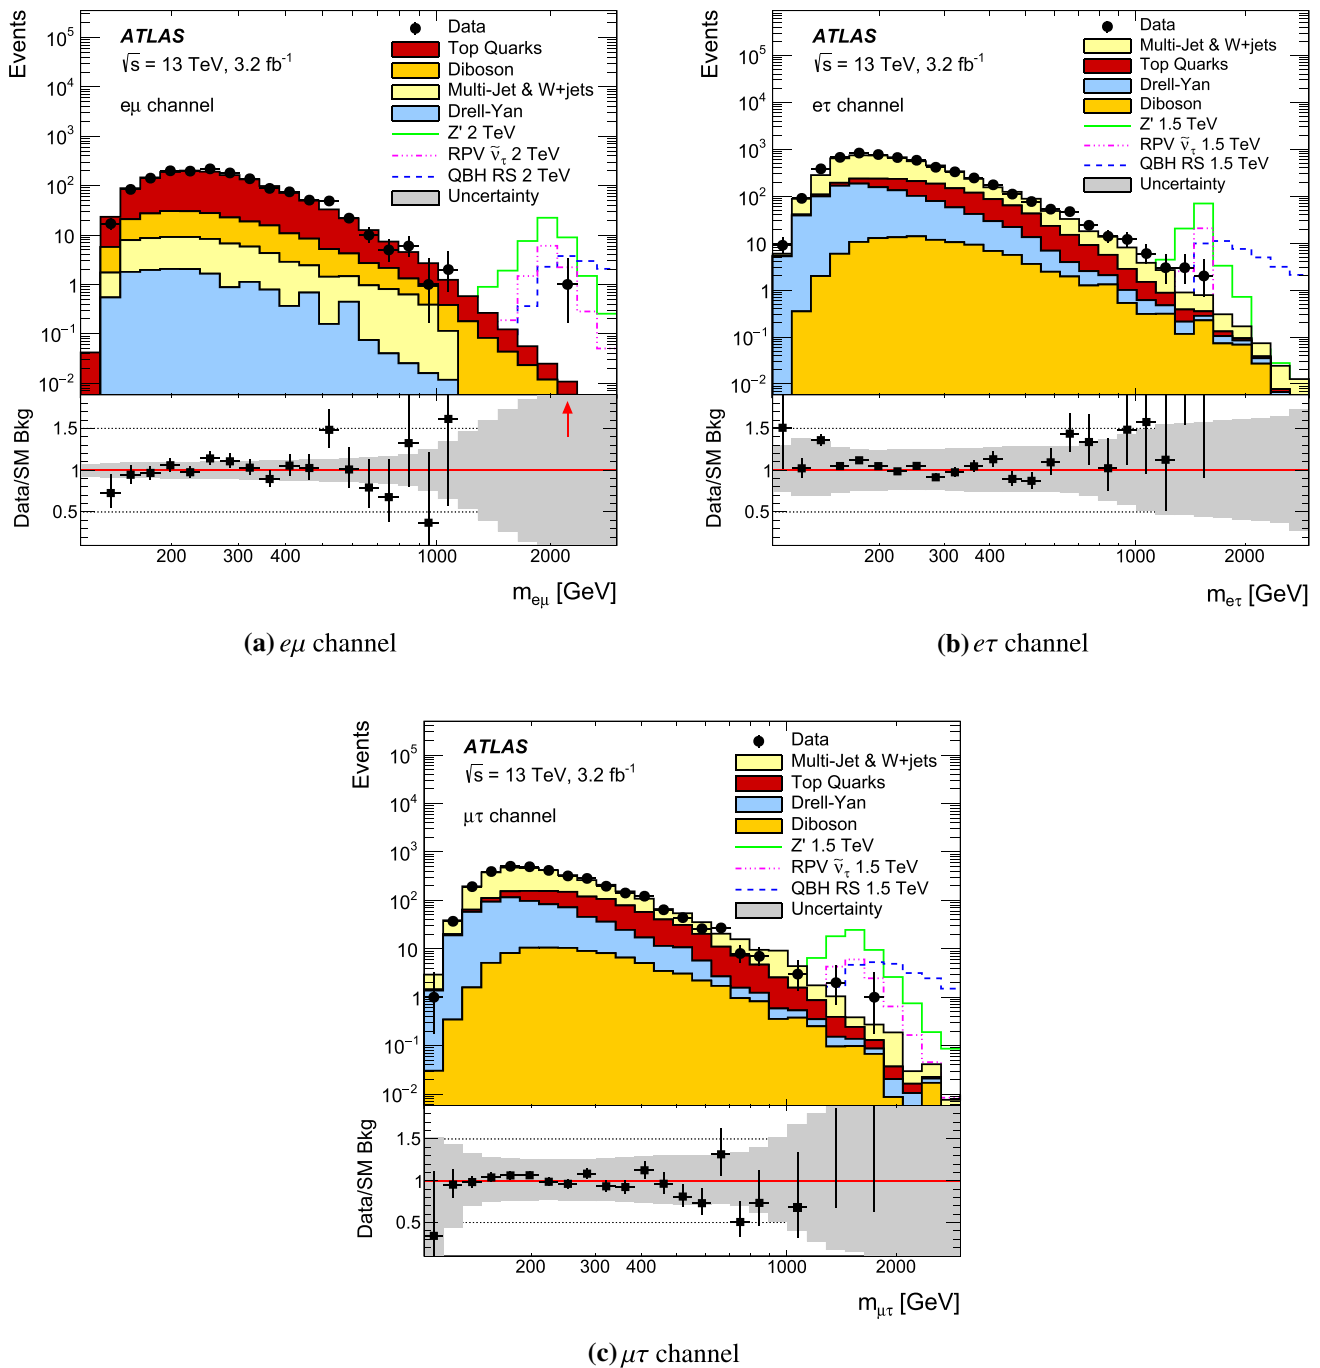 Events
10⁵
10⁴
10³
10²
10
1
10⁻¹
10⁻²
ATLAS
√s = 13 TeV, 3.2 fb⁻¹
eμ channel
Data
Top Quarks
Diboson
Multi-Jet & W+jets
Drell-Yan
Z' 2 TeV
RPV ν̃τ 2 TeV
QBH RS 2 TeV
Uncertainty
Data/SM Bkg
1.5
1
0.5
200 300 400 1000 2000
m_eμ [GeV]
(a) eμ channel
Events
10⁵
10⁴
10³
10²
10
1
10⁻¹
10⁻²
ATLAS
√s = 13 TeV, 3.2 fb⁻¹
eτ channel
Data
Multi-Jet & W+jets
Top Quarks
Drell-Yan
Diboson
Z' 1.5 TeV
RPV ν̃τ 1.5 TeV
QBH RS 1.5 TeV
Uncertainty
Data/SM Bkg
1.5
1
0.5
200 300 400 1000 2000
m_eτ [GeV]
(b) eτ channel
Events
10⁵
10⁴
10³
10²
10
1
10⁻¹
10⁻²
ATLAS
√s = 13 TeV, 3.2 fb⁻¹
μτ channel
Data
Multi-Jet & W+jets
Top Quarks
Drell-Yan
Diboson
Z' 1.5 TeV
RPV ν̃τ 1.5 TeV
QBH RS 1.5 TeV
Uncertainty
Data/SM Bkg
1.5
1
0.5
200 300 400 1000 2000
m_μτ [GeV]
(c) μτ channel